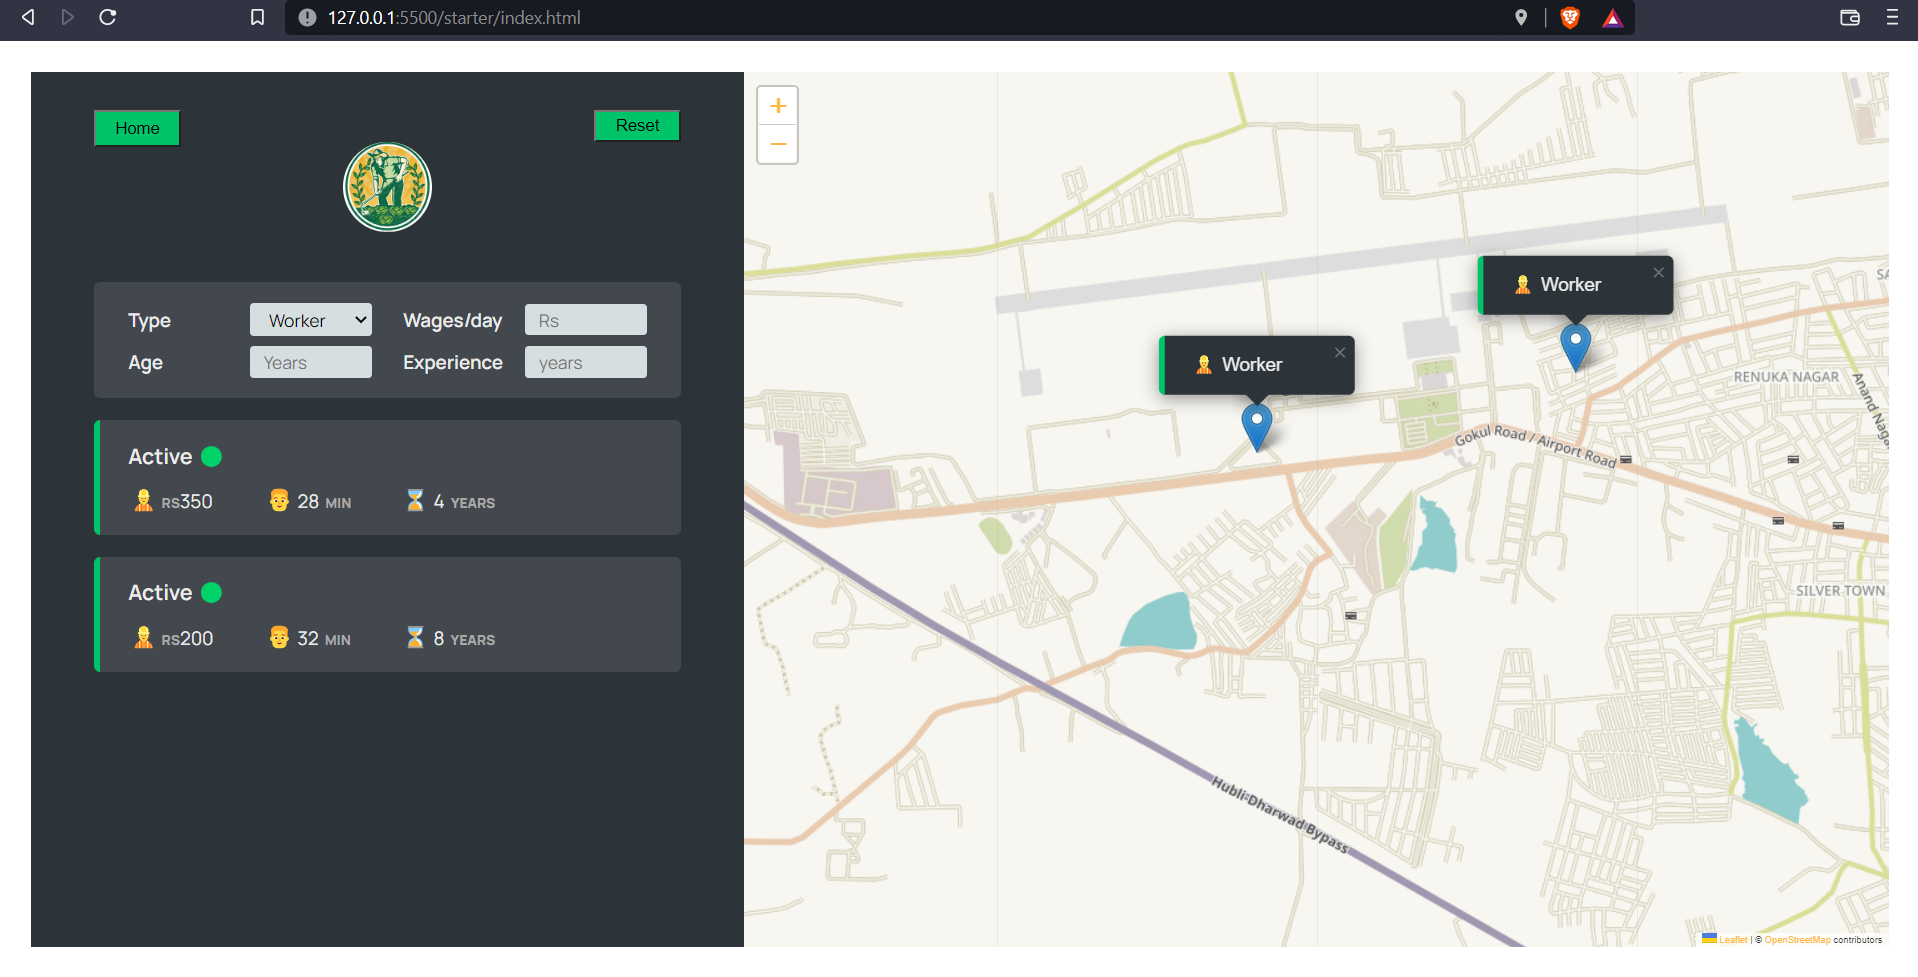 127.0.0.1:5500/starter/index.html
Home
Reset
Type
Worker
Wages/day
Rs
Age
Years
Experience
years
Active
RS350
28 MIN
4 YEARS
Active
RS200
32 MIN
8 YEARS
+
−
Worker
×
Worker
×
RENUKA NAGAR
Anand Naga
Gokul Road / Airport Road
SILVER TOWN
Hubli-Dharwad Bypass
Leaflet | © OpenStreetMap contributors